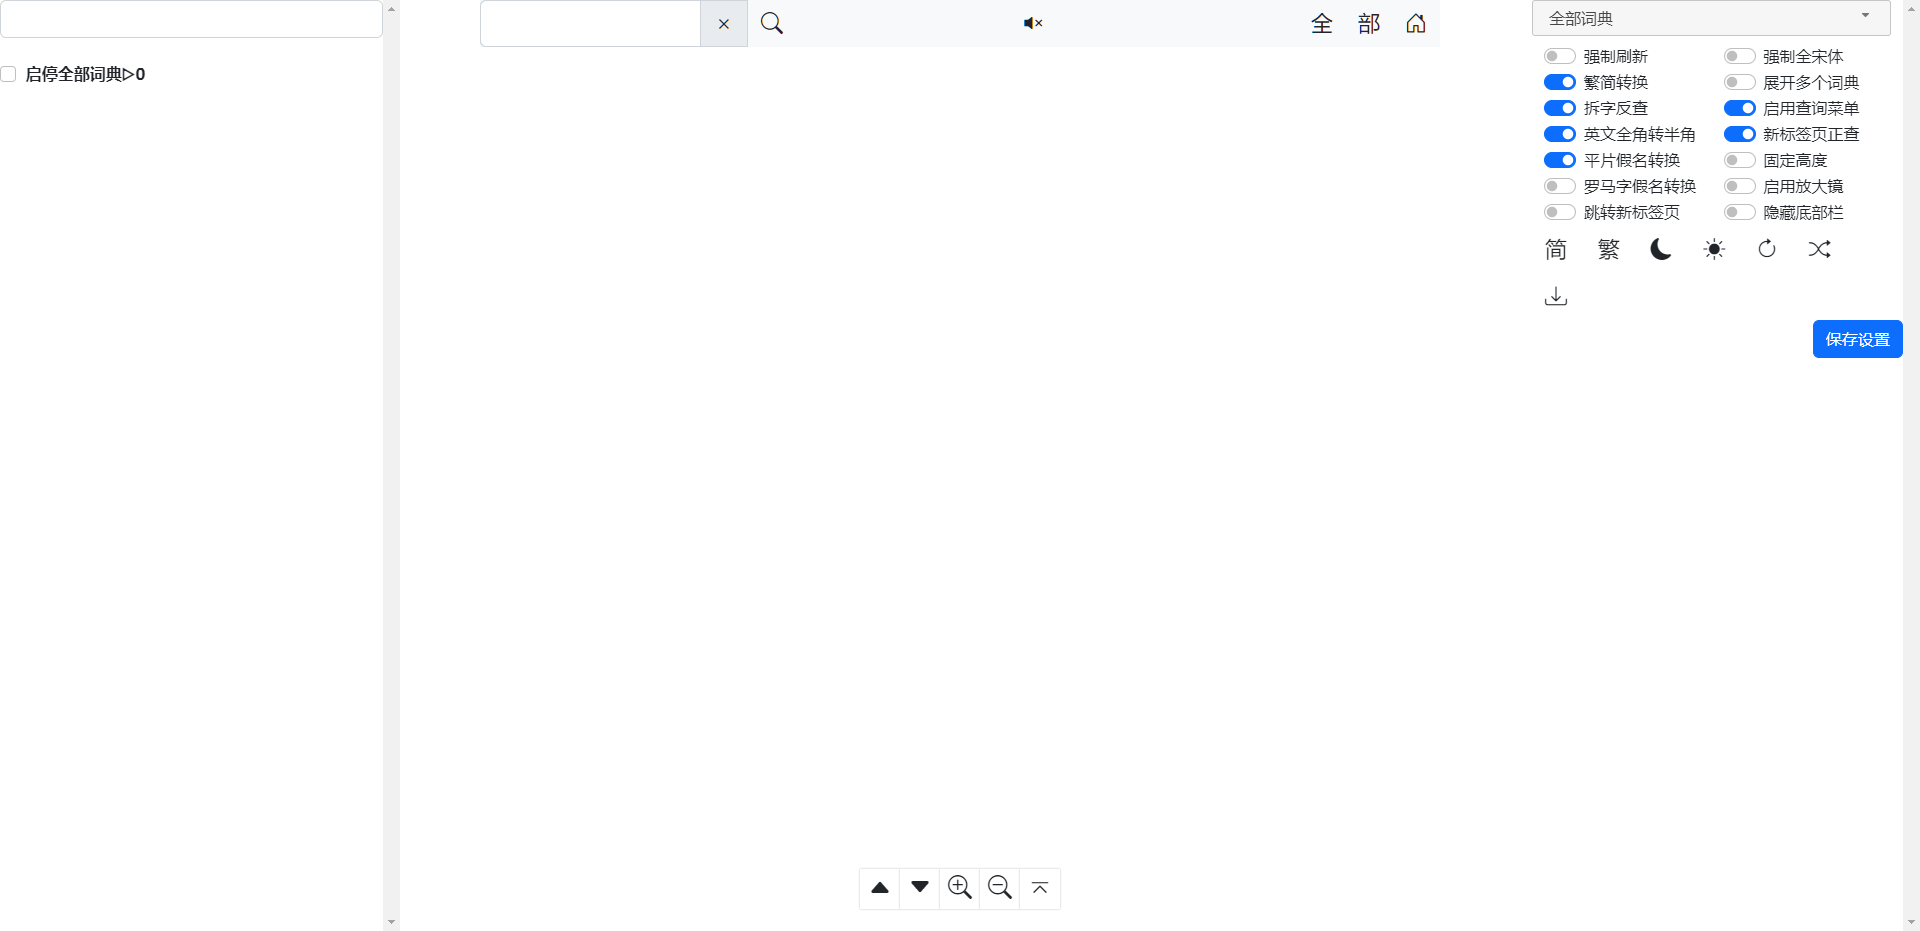 启停全部词典▷0
全 部
全部词典
强制刷新 强制全宋体
繁简转换 展开多个词典
拆字反查 启用查询菜单
英文全角转半角 新标签页正查
平片假名转换 固定高度
罗马字假名转换 启用放大镜
跳转新标签页 隐藏底部栏
简 繁
保存设置